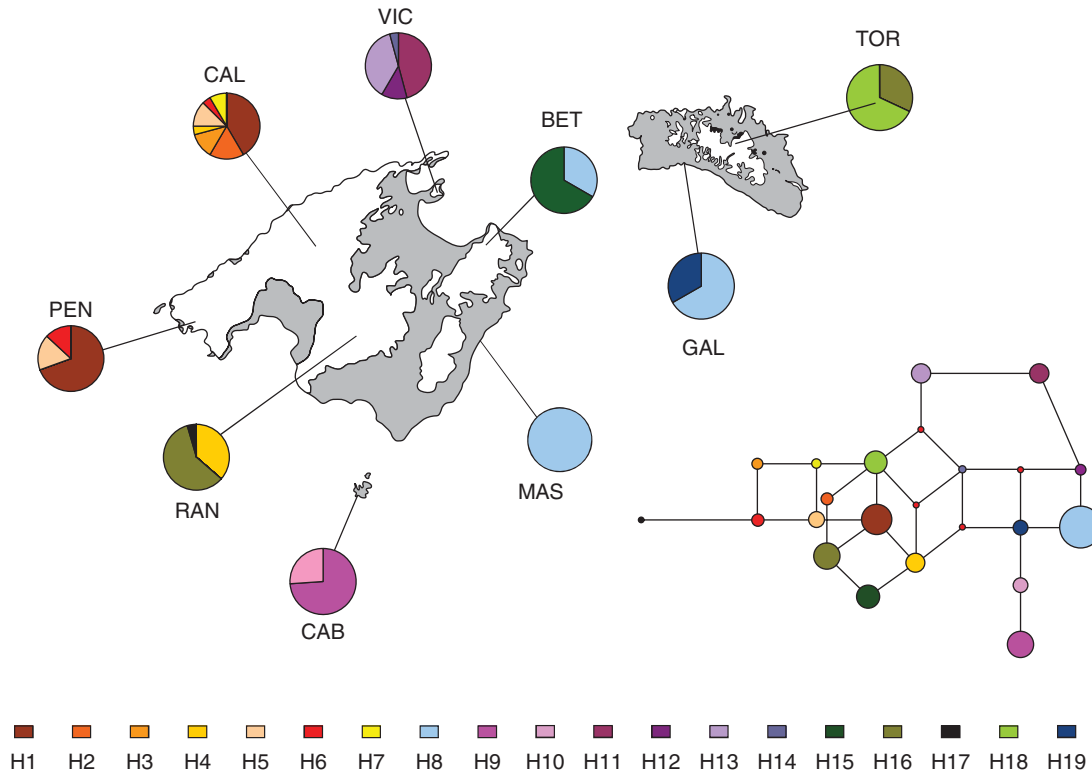 VIC
TOR
CAL
BET
PEN
GAL
RAN
MAS
CAB
H1 H2 H3 H4 H5 H6 H7 H8 H9 H10 H11 H12 H13 H14 H15 H16 H17 H18 H19